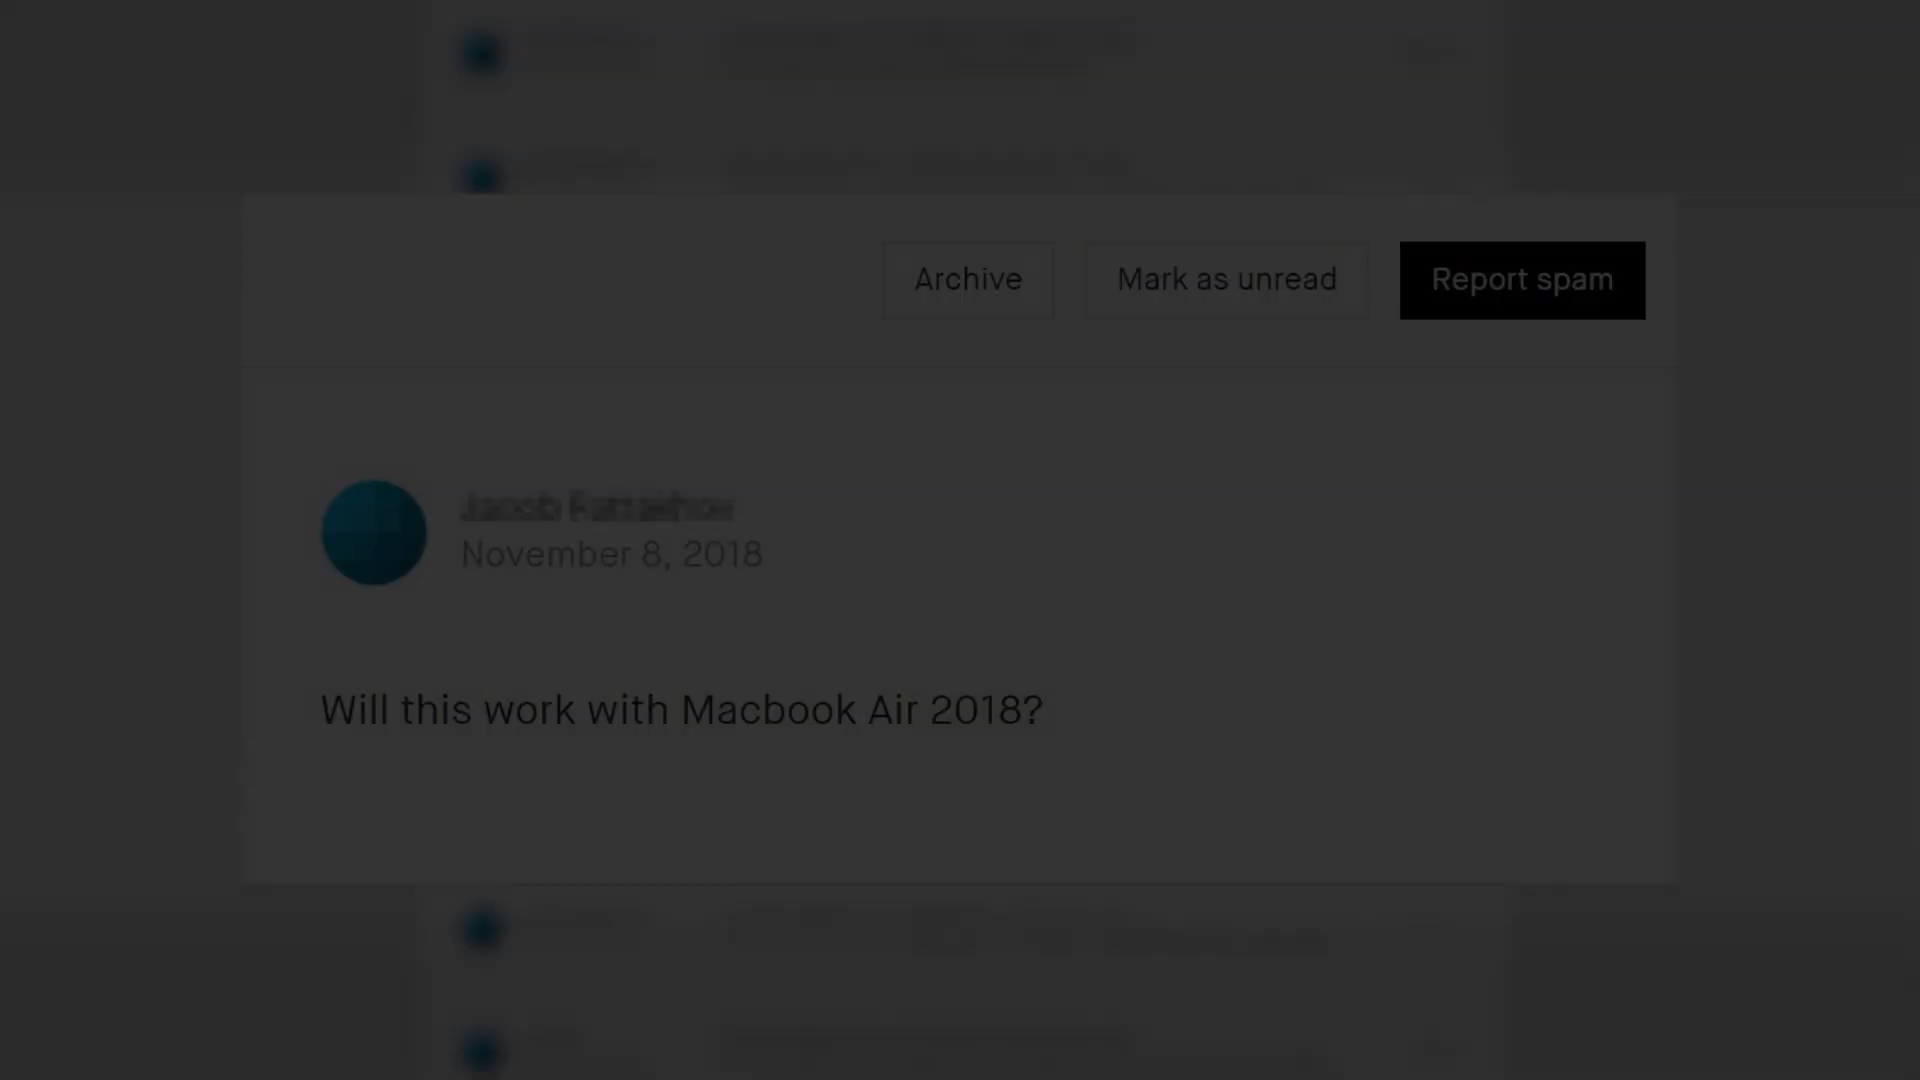 Archive
Mark as unread
Report spam
November 8, 2018
Will this work with Macbook Air 2018?